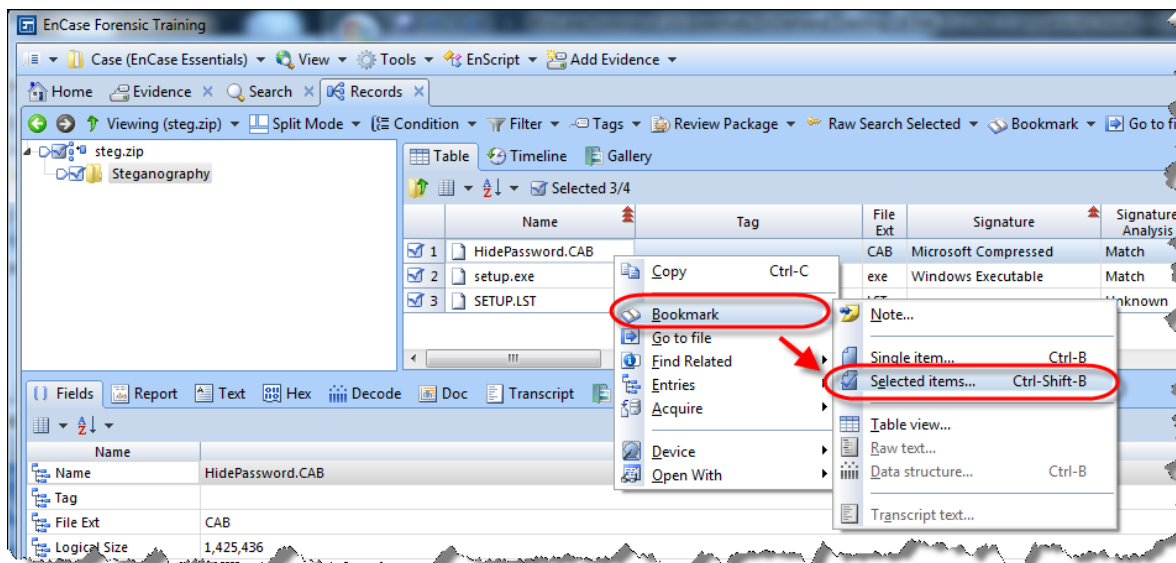 EnCase Forensic Training
Case (EnCase Essentials) View Tools EnScript Add Evidence
Home Evidence Search Records
Viewing (steg.zip) Split Mode Condition Filter Tags Review Package Raw Search Selected Bookmark Go to fi
steg.zip
Steganography
Table Timeline Gallery
Selected 3/4
Name Tag File Ext Signature Signature Analysis
1 HidePassword.CAB CAB Microsoft Compressed Match
2 setup.exe exe Windows Executable Match
3 SETUP.LST LST Unknown
Copy Ctrl-C
Bookmark
Go to file
Find Related
Entries
Acquire
Device
Open With
Note...
Single item... Ctrl-B
Selected items... Ctrl-Shift-B
Table view...
Raw text...
Data structure... Ctrl-B
Transcript text...
Fields Report Text Hex Decode Doc Transcript
Name
Name HidePassword.CAB
Tag
File Ext CAB
Logical Size 1,425,436